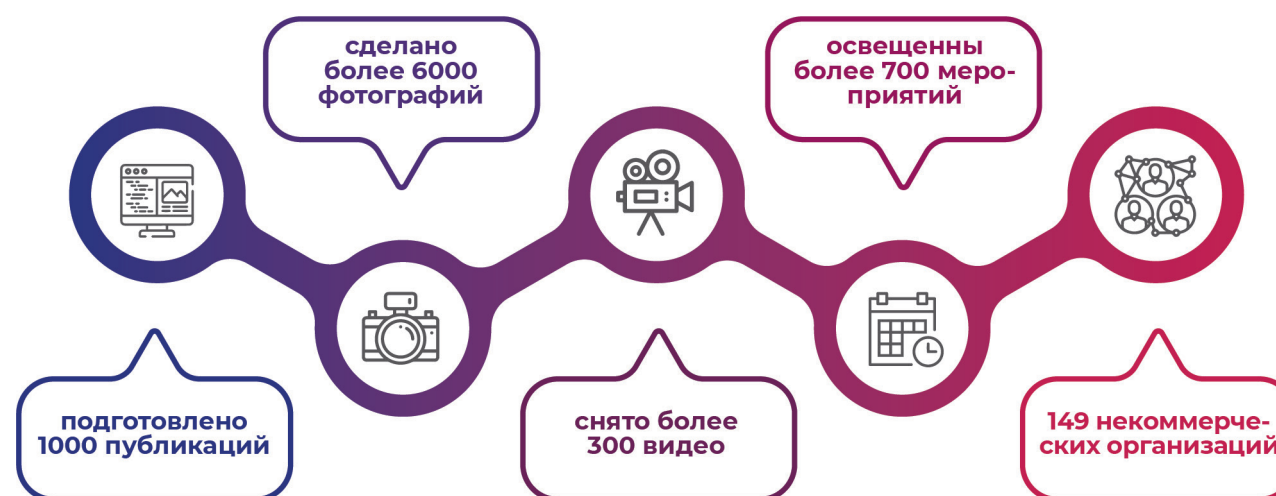 сделано
более 6000
фотографий
освещенны
более 700 меро-
приятий
подготовлено
1000 публикаций
снято более
300 видео
149 некоммерче-
ских организаций